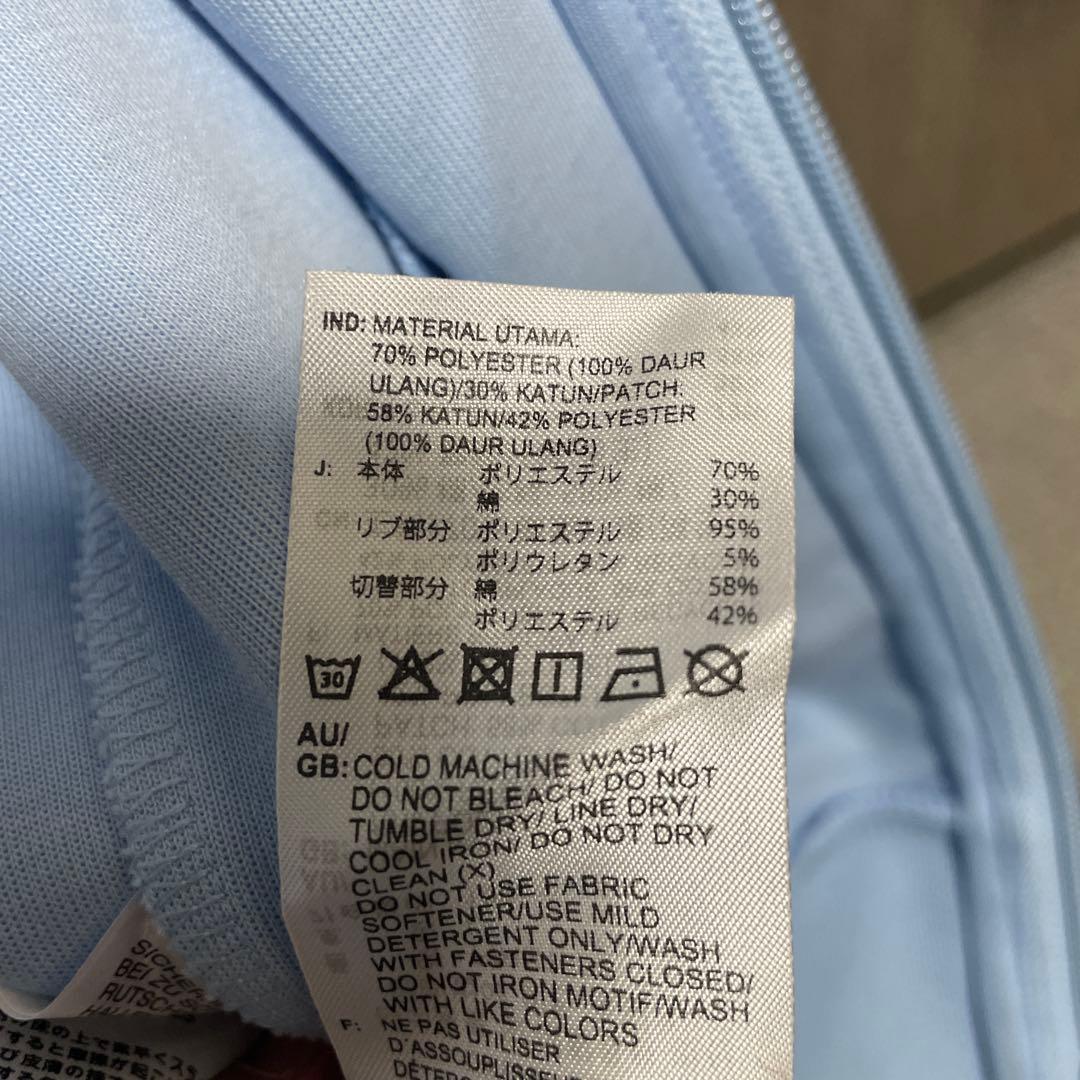 IND: MATERIAL UTAMA:
70% POLYESTER (100% DAUR
ULANG)/30% KATUN/PATCH:
58% KATUN/42% POLYESTER
(100% DAUR ULANG)
J: 本体 ポリエステル 70%
綿 30%
リブ部分 ポリエステル 95%
ポリウレタン 5%
切替部分 綿 58%
ポリエステル 42%
30
AU/
GB: COLD MACHINE WASH/
DO NOT BLEACH/ DO NOT
TUMBLE DRY/ LINE DRY/
COOL IRON/ DO NOT DRY
CLEAN (X)
DO NOT USE FABRIC
SOFTENER/USE MILD
DETERGENT ONLY/WASH
WITH FASTENERS CLOSED/
DO NOT IRON MOTIF/WASH
WITH LIKE COLORS
F: NE PAS UTILISER
D'ASSOUPLISSE
BEI ZU
RUTSCH